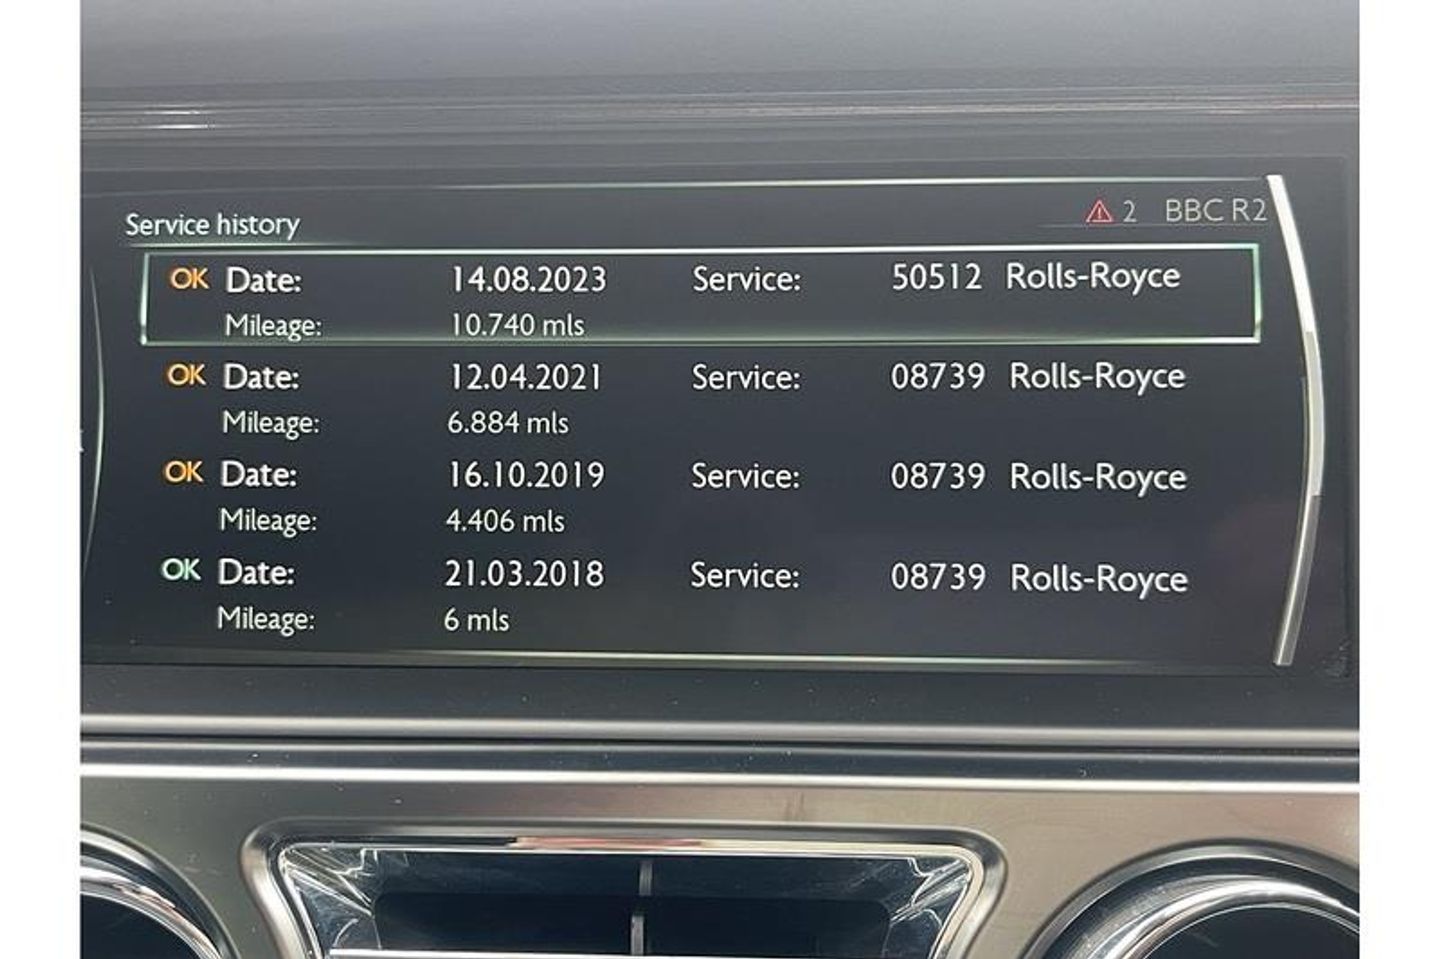 Service history 2 BBC R2
OK Date: 14.08.2023 Service: 50512 Rolls-Royce
Mileage: 10.740 mls
OK Date: 12.04.2021 Service: 08739 Rolls-Royce
Mileage: 6.884 mls
OK Date: 16.10.2019 Service: 08739 Rolls-Royce
Mileage: 4.406 mls
OK Date: 21.03.2018 Service: 08739 Rolls-Royce
Mileage: 6 mls